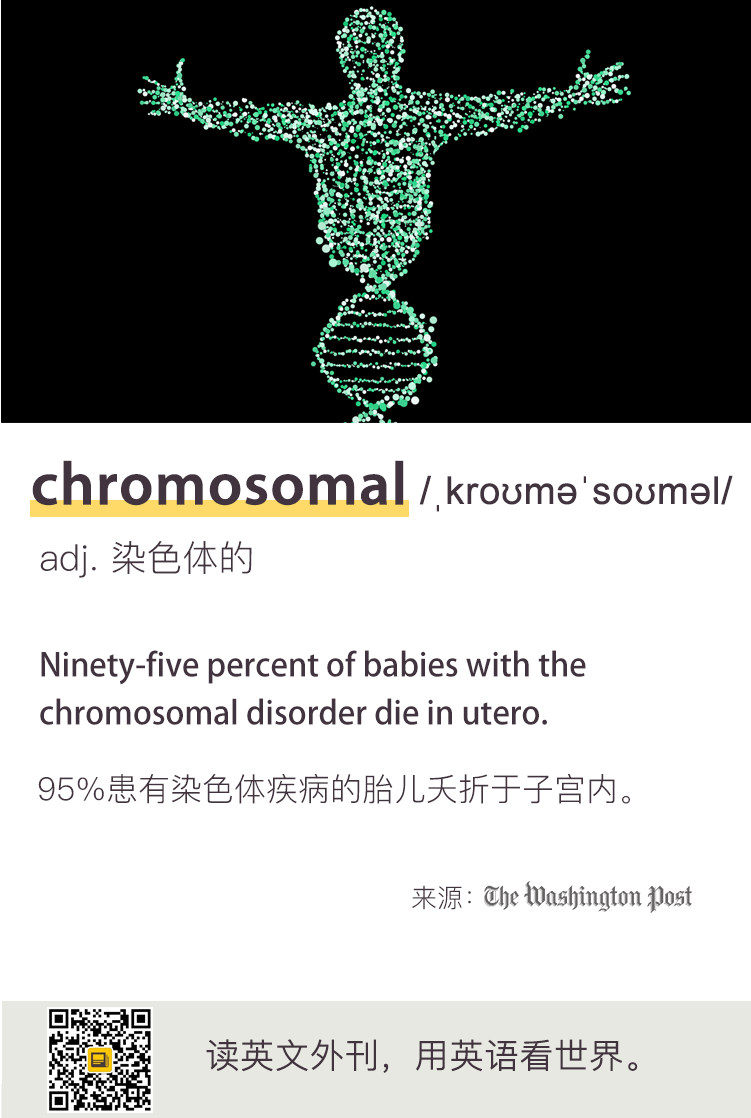 chromosomal /ˌkroʊməˈsoʊməl/
adj. 染色体的
Ninety-five percent of babies with the
chromosomal disorder die in utero.
95%患有染色体疾病的胎儿夭折于子宫内。
来源：The Washington Post
读英文外刊，用英语看世界。